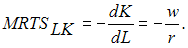 MRTS_LK = −dK/dL = −w/r.